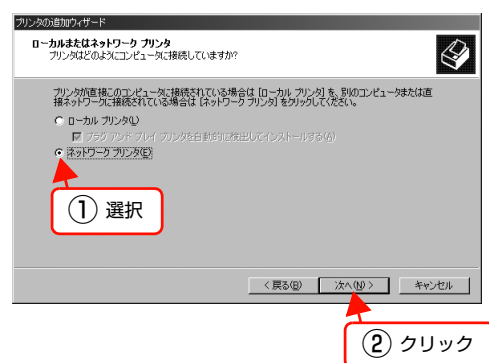 プリンタの追加ウィザード
ローカルまたはネットワーク プリンタ
プリンタはどのようにコンピュータに接続していますか?
プリンタが直接このコンピュータに接続されている場合は [ローカル プリンタ] を、別のコンピュータまたは直
接ネットワークに接続されている場合は [ネットワーク プリンタ] をクリックしてください。
ローカル プリンタ(L)
プラグ アンド プレイ プリンタを自動的に検出してインストールする(A)
ネットワーク プリンタ(E)
① 選択
< 戻る(B) 次へ(N) > キャンセル
② クリック